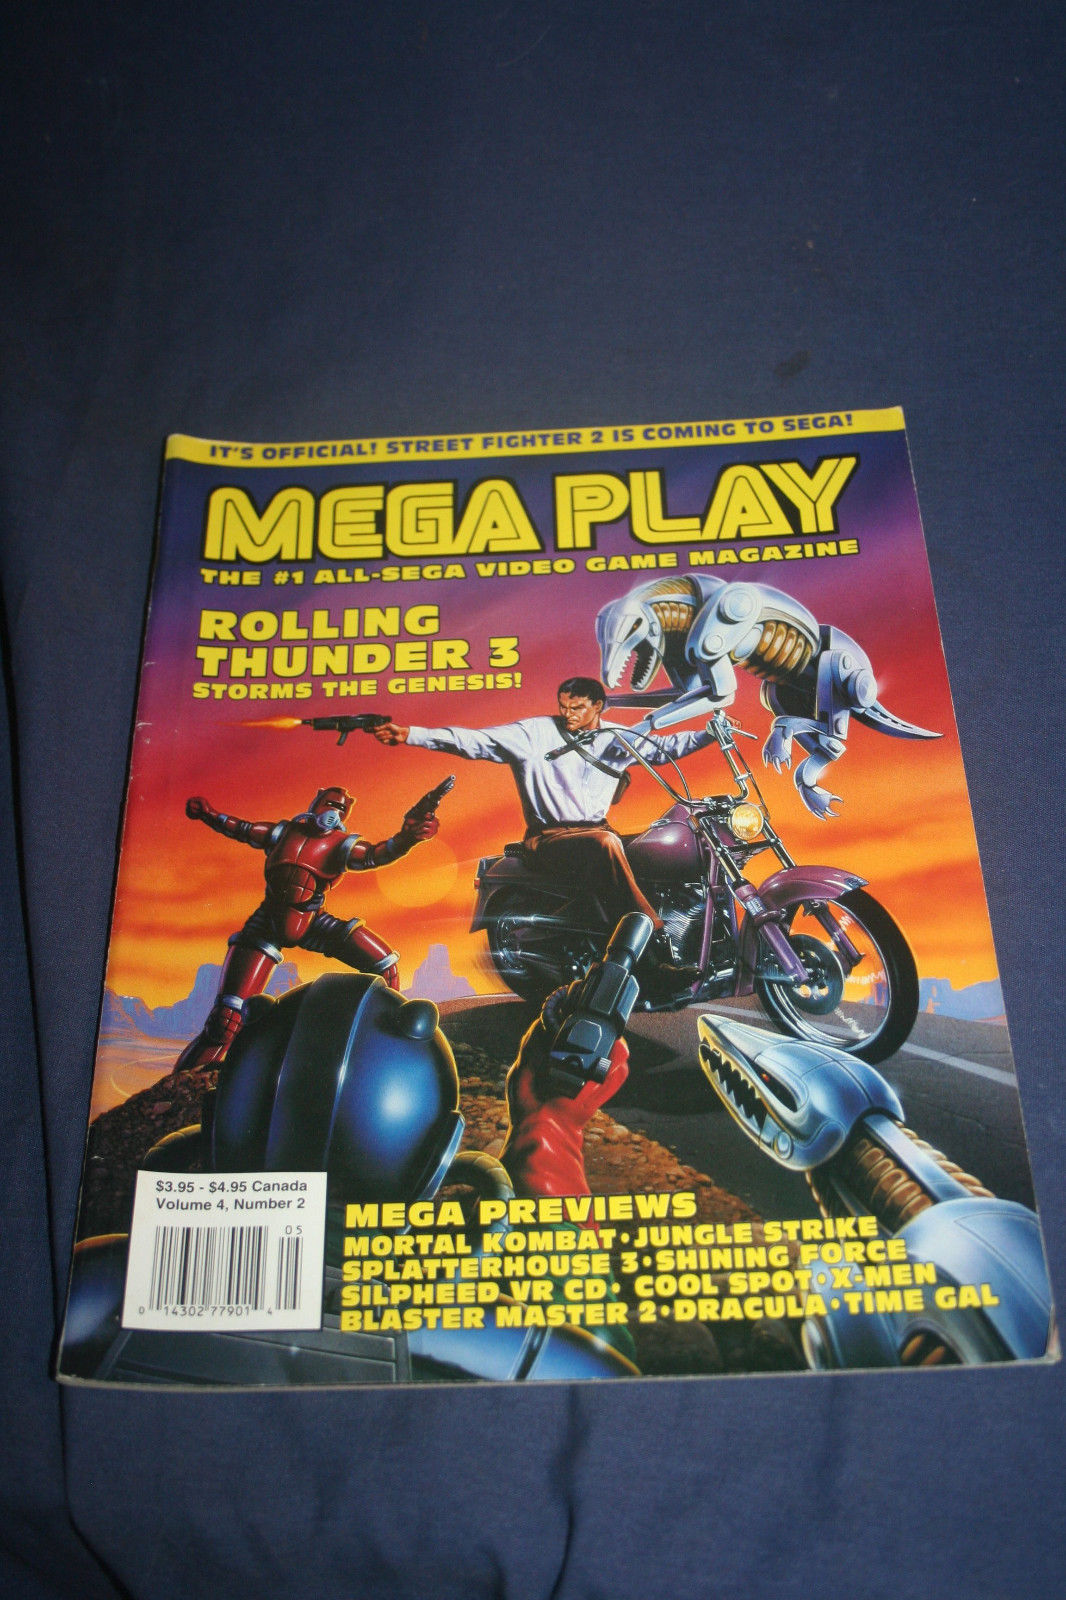 IT'S OFFICIAL! STREET FIGHTER 2 IS COMING TO SEGA!
MEGA PLAY
THE #1 ALL-SEGA VIDEO GAME MAGAZINE
ROLLING
THUNDER 3
STORMS THE GENESIS!
$3.95 - $4.95 Canada
Volume 4, Number 2
05
0 14302 77901 4
MEGA PREVIEWS
MORTAL KOMBAT • JUNGLE STRIKE
SPLATTERHOUSE 3 • SHINING FORCE
SILPHEED VR CD • COOL SPOT • X-MEN
BLASTER MASTER 2 • DRACULA • TIME GAL